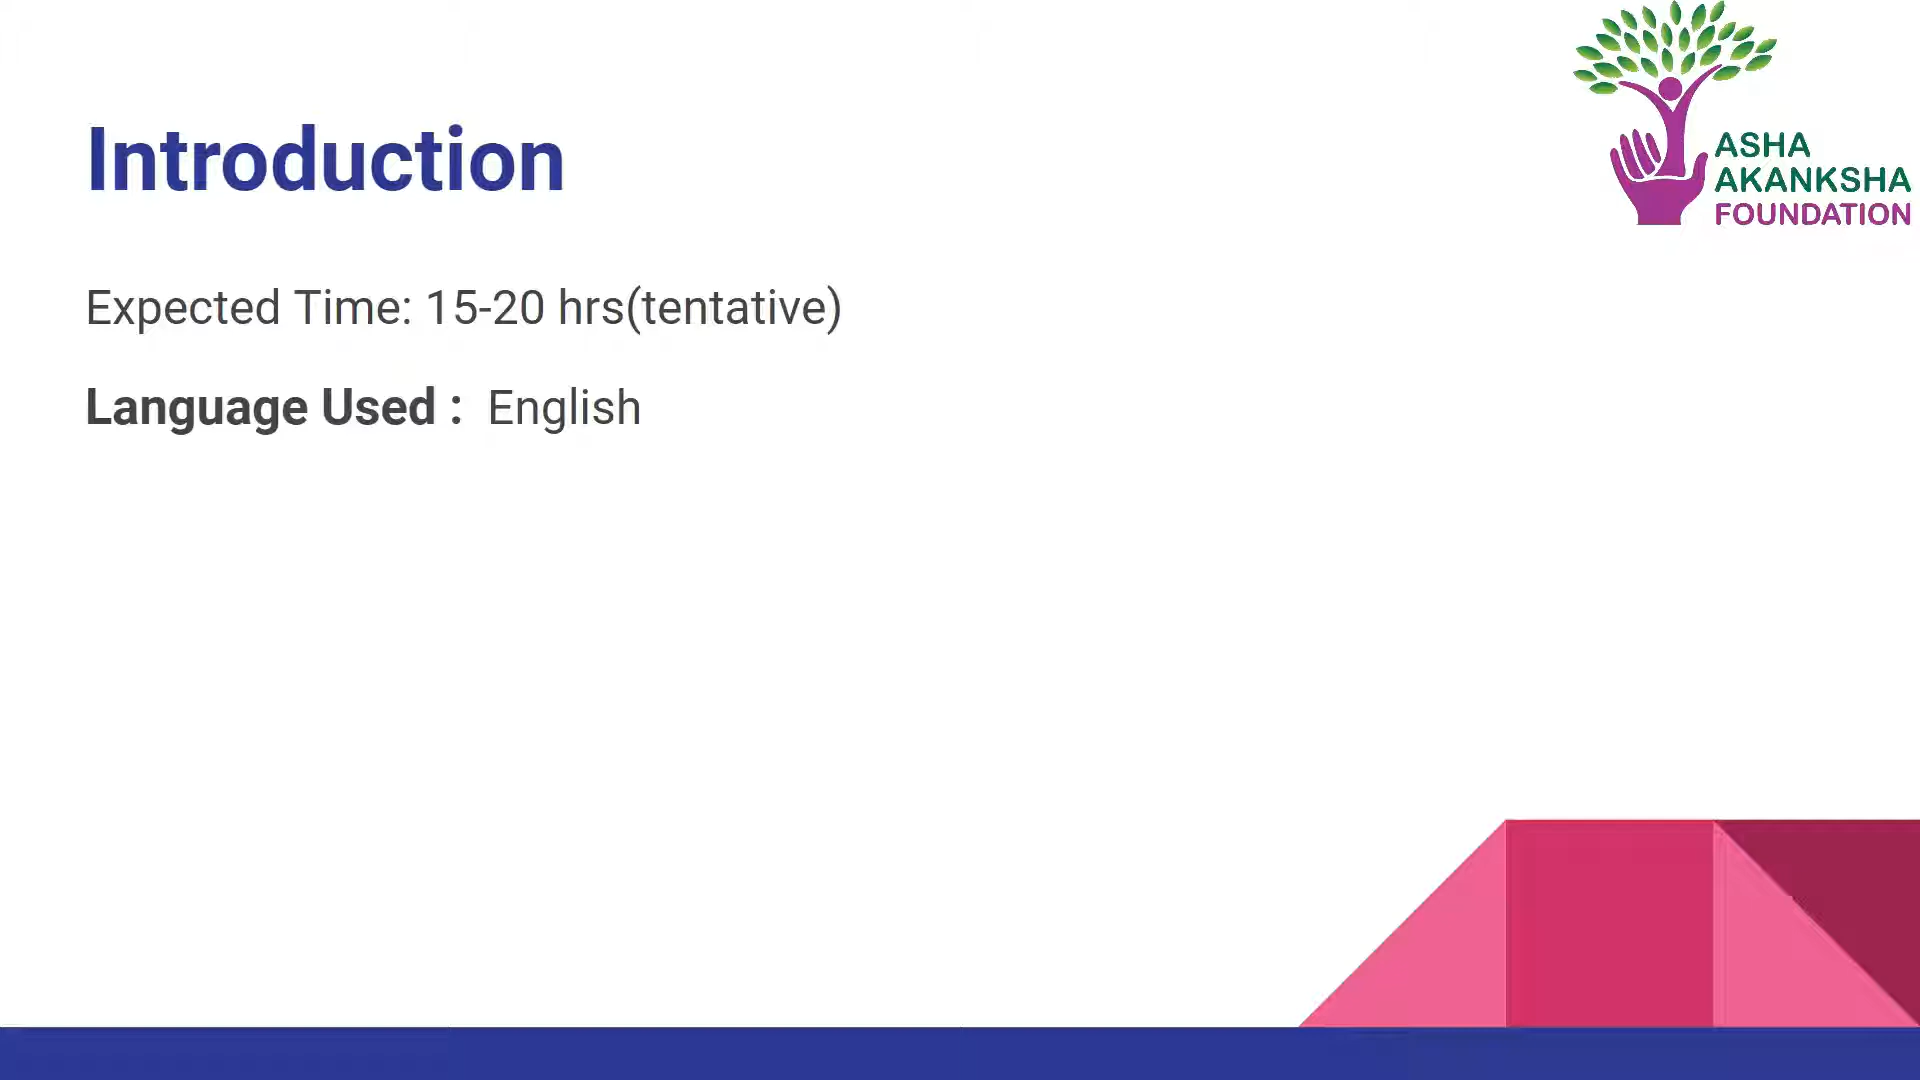 ASHA
AKANKSHA
FOUNDATION
Introduction
Expected Time: 15-20 hrs(tentative)
Language Used :  English